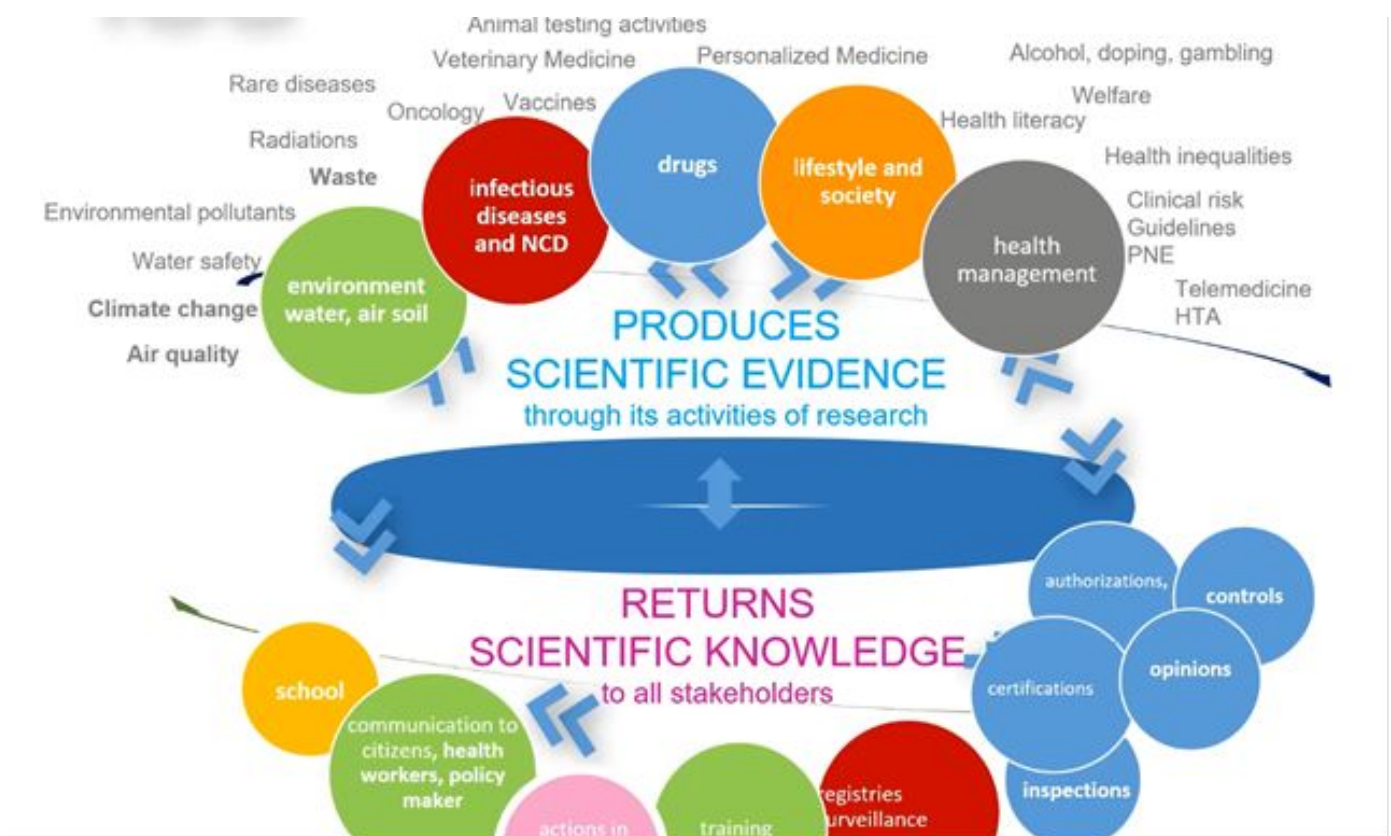 Animal testing activities
Veterinary Medicine
Personalized Medicine
Alcohol, doping, gambling
Rare diseases
Oncology
Vaccines
Welfare
Health literacy
Radiations
Waste
Health inequalities
Environmental pollutants
Water safety
Climate change
Air quality
Clinical risk
Guidelines
PNE
Telemedicine
HTA
environment
water, air soil
infectious
diseases
and NCD
drugs
lifestyle and
society
health
management
PRODUCES
SCIENTIFIC EVIDENCE
through its activities of research
RETURNS
SCIENTIFIC KNOWLEDGE
to all stakeholders
authorizations,
controls
certifications
opinions
inspections
school
communication to
citizens, health
workers, policy
maker
actions in
training
registries
urveillance